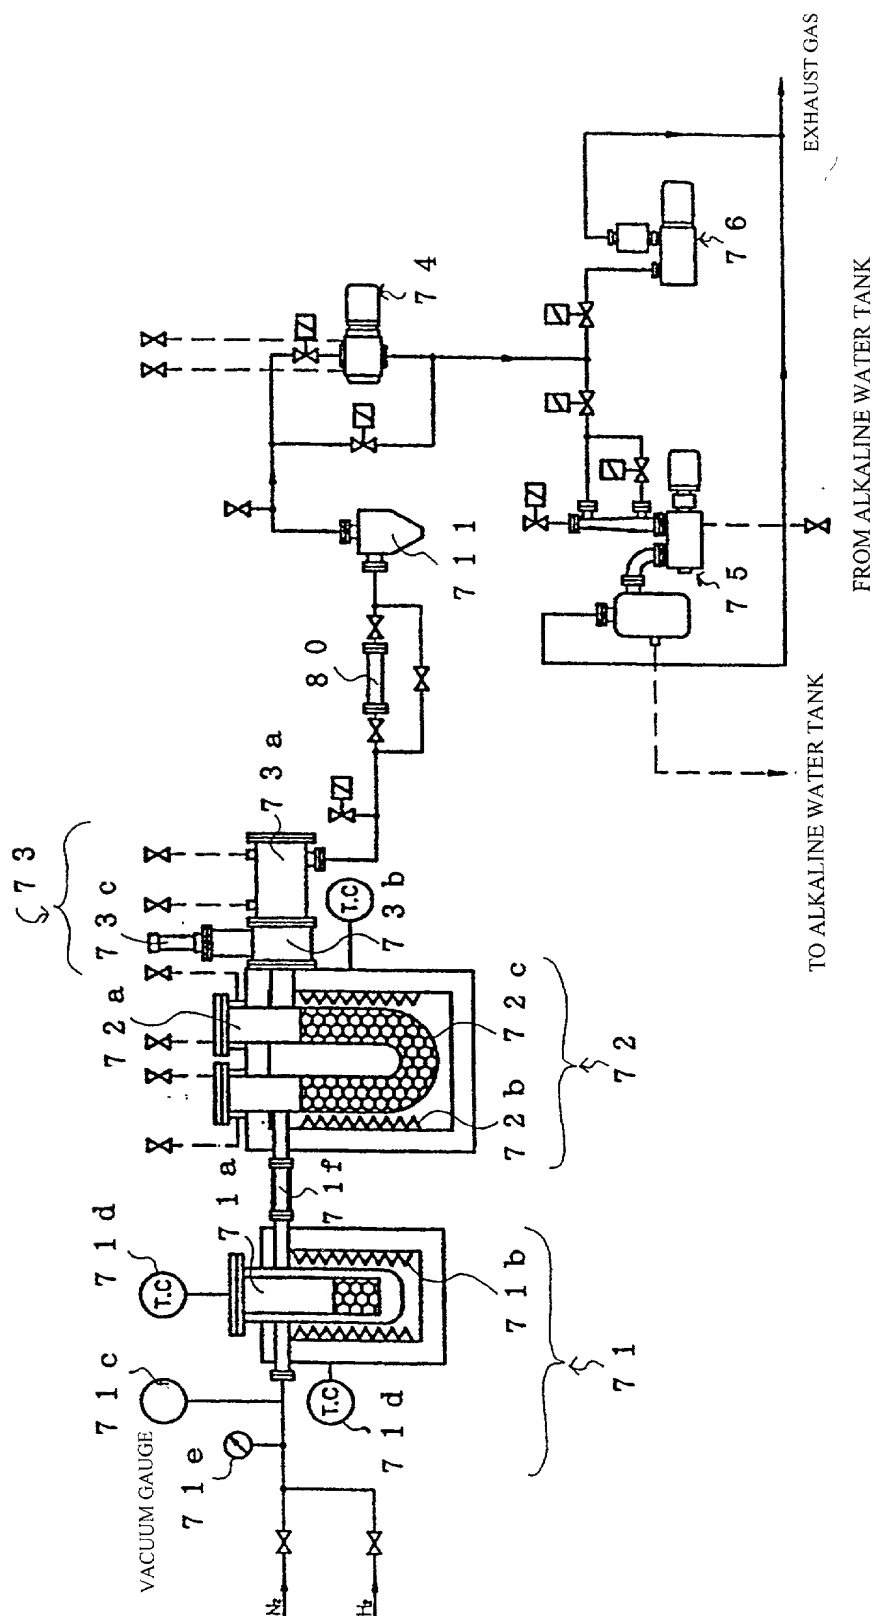 VACUUM GAUGE
71c
71e
71d
T.C
71d
T.C
71a
71f
71b
71
N₂
H₂
72a
72b
72c
72
73
73c
73a
73b
T.C
80
711
74
75
76
EXHAUST GAS
FROM ALKALINE WATER TANK
TO ALKALINE WATER TANK